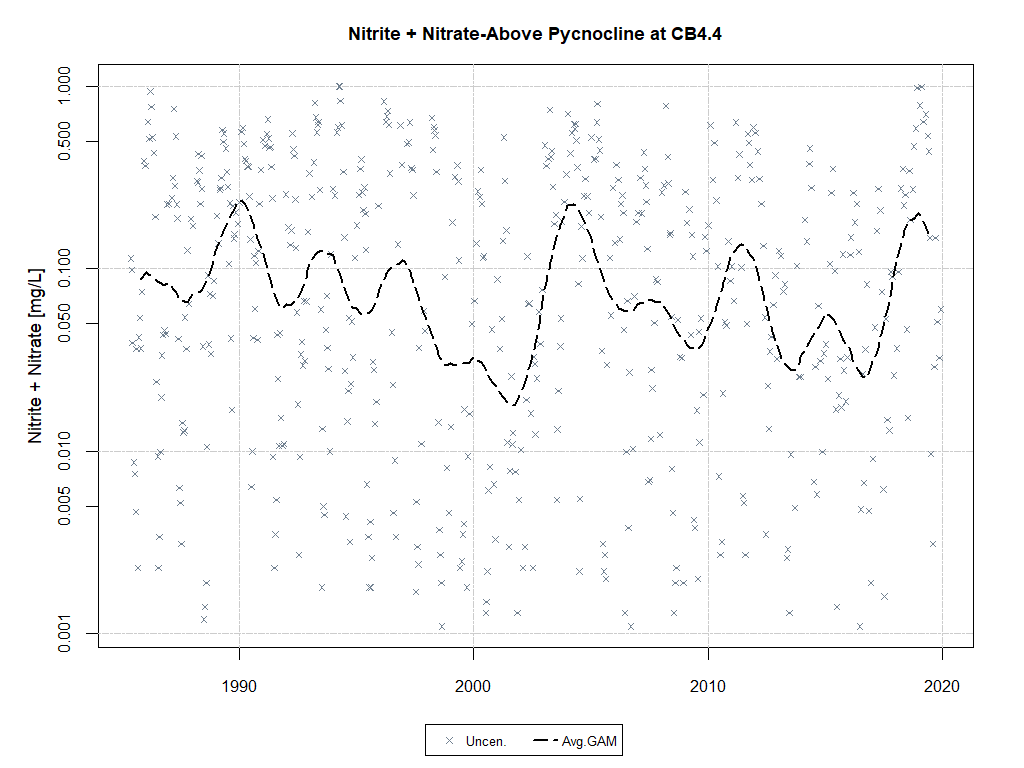 Nitrite + Nitrate-Above Pycnocline at CB4.4
Nitrite + Nitrate [mg/L]
1.000
0.500
0.100
0.050
0.010
0.005
0.001
1990
2000
2010
2020
Uncen.
Avg.GAM